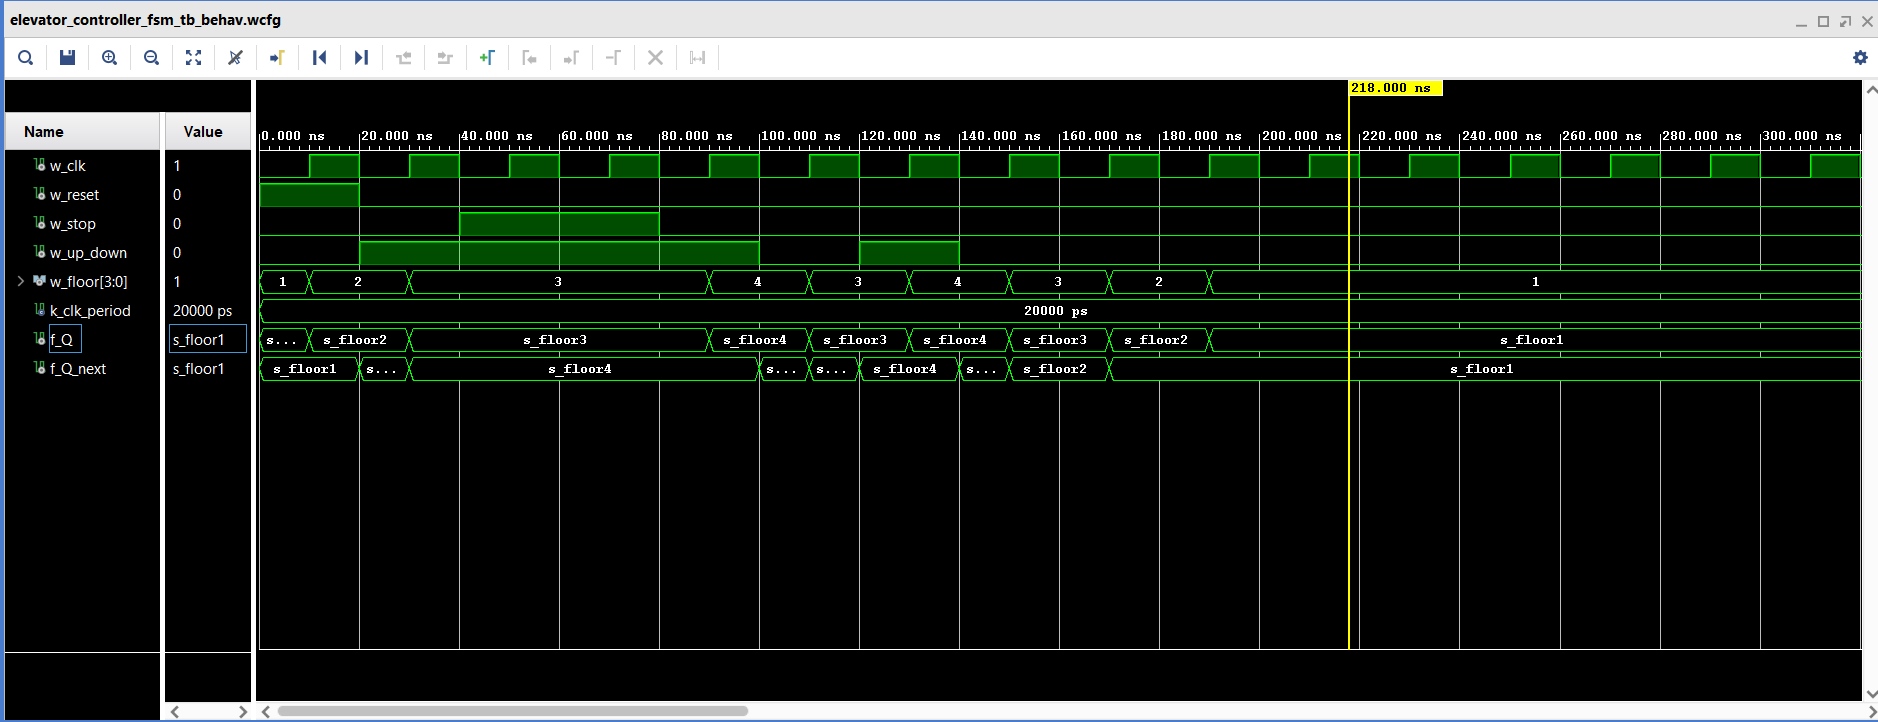 elevator_controller_fsm_tb_behav.wcfg
218.000 ns
Name Value
0.000 ns 20.000 ns 40.000 ns 60.000 ns 80.000 ns 100.000 ns 120.000 ns 140.000 ns 160.000 ns 180.000 ns 200.000 ns 220.000 ns 240.000 ns 260.000 ns 280.000 ns 300.000 ns
w_clk 1
w_reset 0
w_stop 0
w_up_down 0
w_floor[3:0] 1 1 2 3 4 3 4 3 2 1
k_clk_period 20000 ps 20000 ps
f_Q s_floor1 s... s_floor2 s_floor3 s_floor4 s_floor3 s_floor4 s_floor3 s_floor2 s_floor1
f_Q_next s_floor1 s_floor1 s... s_floor4 s... s... s_floor4 s... s_floor2 s_floor1